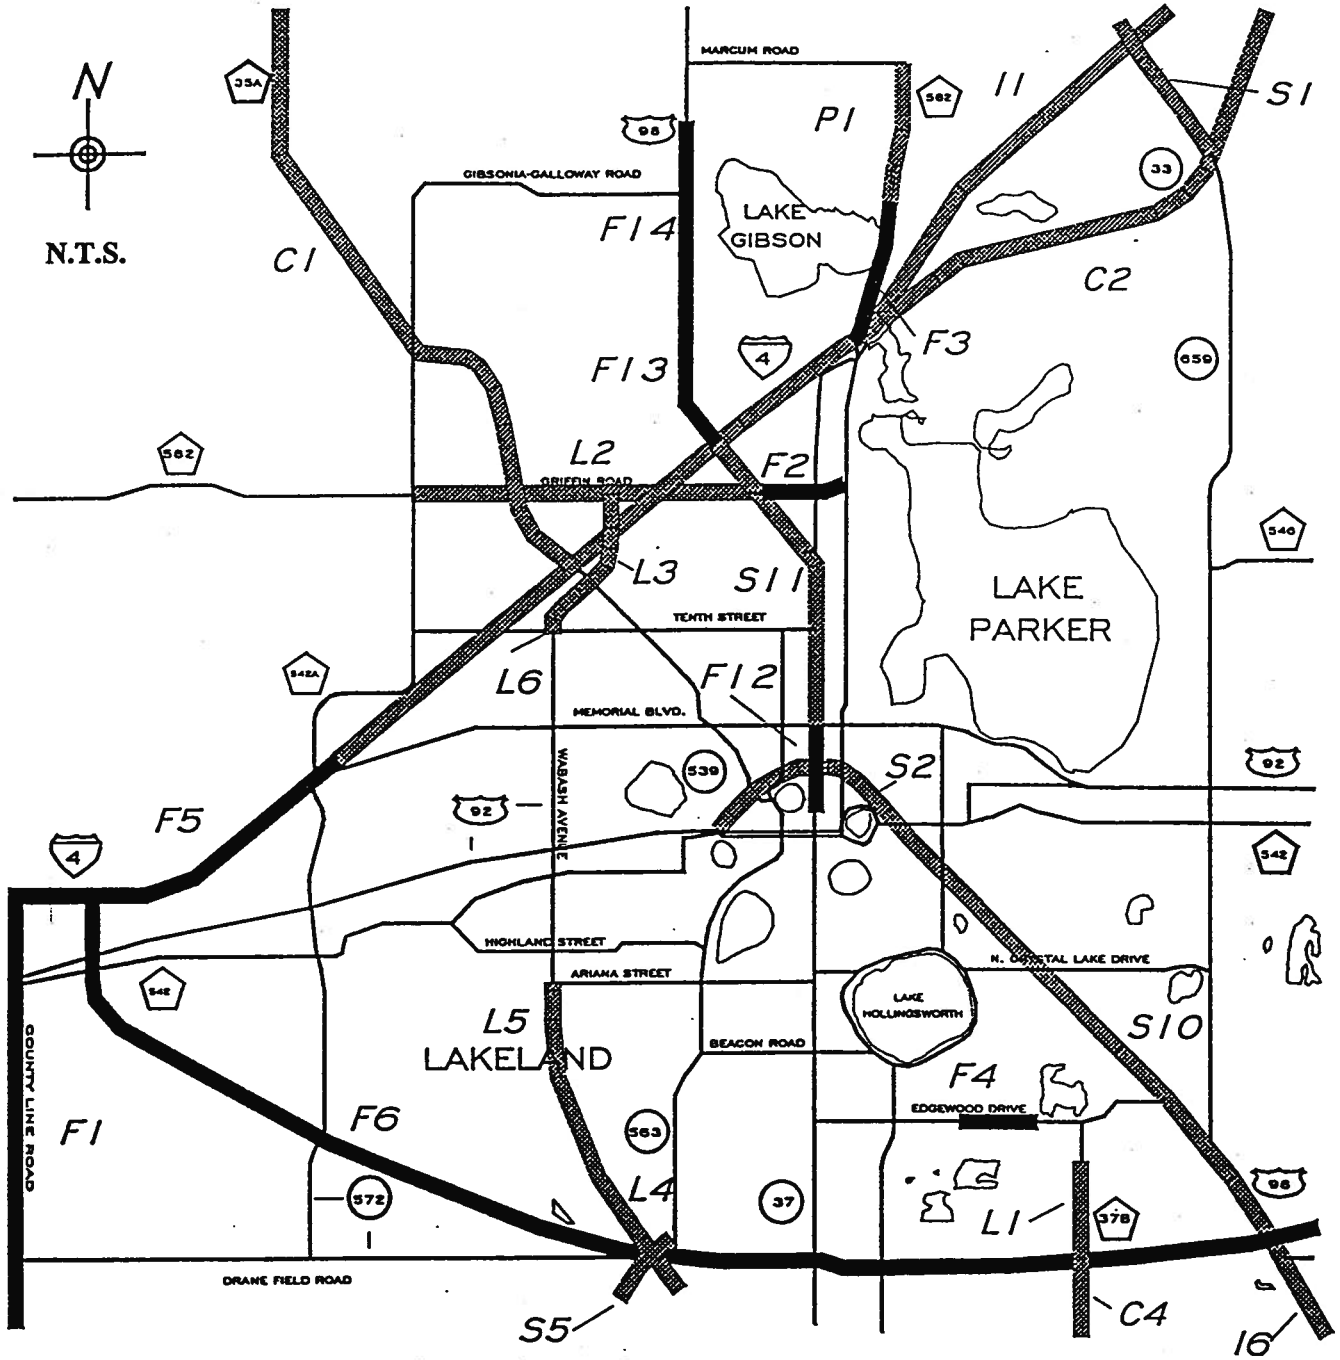 MARCUM ROAD
35A
N
98
P1
582
I1
S1
GIBSONIA-GALLOWAY ROAD
33
N.T.S.
F14
LAKE
GIBSON
C1
C2
F3
4
659
F13
582
L2
F2
GRIFFIN ROAD
546
L3
S11
LAKE
PARKER
TENTH STREET
542A
L6
F12
MEMORIAL BLVD.
WABASH AVENUE
539
S2
92
92
F5
4
542
HIGHLAND STREET
ARIANA STREET
N. CRYSTAL LAKE DRIVE
542
LAKE
HOLLINGSWORTH
L5
S10
LAKELAND
BEACON ROAD
COUNTY LINE ROAD
F4
EDGEWOOD DRIVE
F1
F6
563
L4
572
37
98
L1
37B
DRANE FIELD ROAD
S5
C4
16